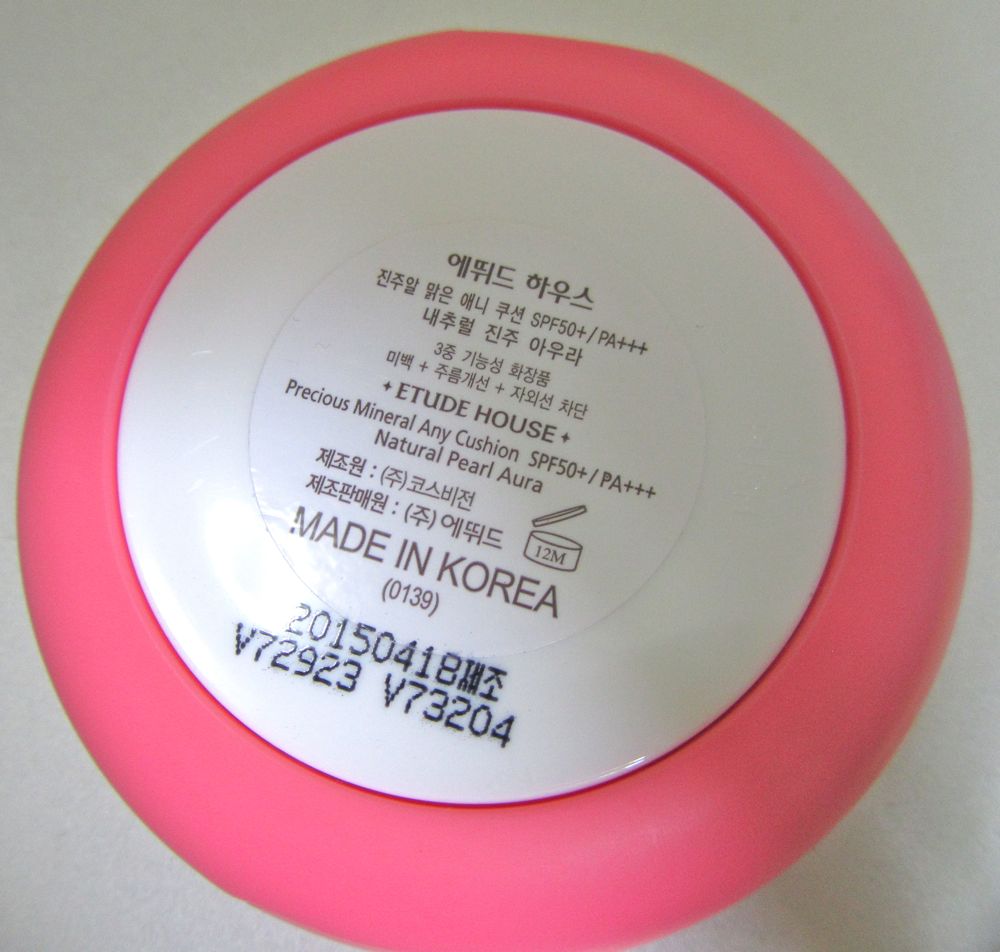 에뛰드 하우스
진주알 맑은 애니 쿠션 SPF50+/PA+++
내추럴 진주 아우라
3중 기능성 화장품
미백 + 주름개선 + 자외선 차단
ETUDE HOUSE
Precious Mineral Any Cushion SPF50+/PA+++
Natural Pearl Aura
제조원 : (주)코스비전
제조판매원 : (주)에뛰드
12M
MADE IN KOREA
(0139)
20150418제조
V72923 V73204